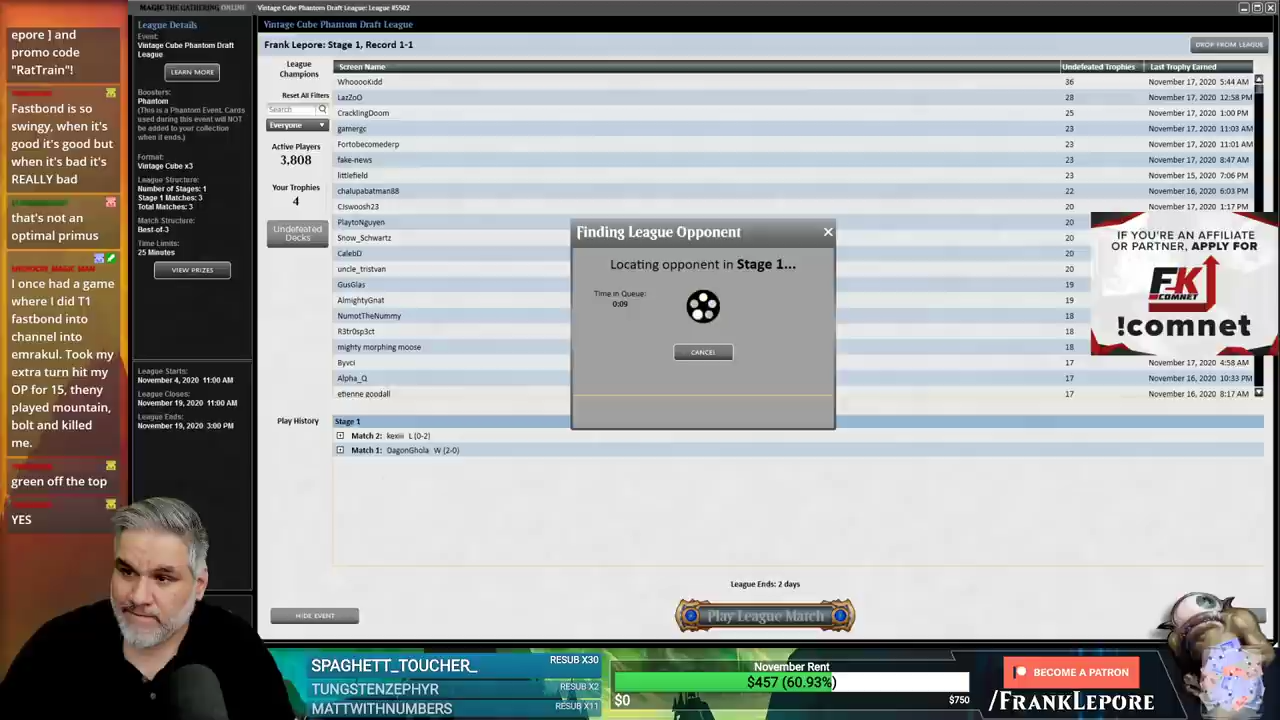 MAGIC THE GATHERING ONLINE
Vintage Cube Phantom Draft League: League #5502
epore ] and
promo code
"RatTrain"!
Fastbond is so
swingy, when it's
good it's good but
when it's bad it's
REALLY bad
that's not an
optimal primus
I once had a game
where I did T1
fastbond into
channel into
emrakul. Took my
extra turn hit my
OP for 15, theny
played mountain,
bolt and killed
me.
green off the top
YES
League Details
Event:
Vintage Cube Phantom Draft
League
LEARN MORE
Boosters:
Phantom
(This is a Phantom Event. Cards
used during this event will NOT
be added to your collection
when it ends.)
Format:
Vintage Cube x3
League Structure:
Number of Stages: 1
Stage 1 Matches: 3
Total Matches: 3
Match Structure:
Best-of-3
Time Limits:
25 Minutes
VIEW PRIZES
League Starts:
November 4, 2020 11:00 AM
League Closes:
November 19, 2020 11:00 AM
League Ends:
November 19, 2020 3:00 PM
Vintage Cube Phantom Draft League
Frank Lepore: Stage 1, Record 1-1
DROP FROM LEAGUE
League
Champions
Reset All Filters
Search
Everyone
Active Players
3,808
Your Trophies
4
Undefeated
Decks
Screen Name Undefeated Trophies Last Trophy Earned
WhooooKidd 36 November 17, 2020 5:44 AM
LazZoO 28 November 17, 2020 12:58 PM
CracklingDoom 25 November 17, 2020 1:00 PM
gamergc 23 November 17, 2020 11:03 AM
Fortobecomederp 23 November 17, 2020 11:01 AM
fake-news 23 November 17, 2020 8:47 AM
littlefield 23 November 15, 2020 7:06 PM
chalupabatman88 22 November 16, 2020 6:03 PM
CJswoosh23 20 November 17, 2020 1:17 PM
PlaytoNguyen 20
Snow_Schwartz 20
CalebD 20
uncle_tristvan 20
GusGlas 19
AlmightyGnat 19
NumotTheNummy 18
R3tr0sp3ct 18
mighty morphing moose 18
Byvci 17 November 17, 2020 4:58 AM
Alpha_Q 17 November 16, 2020 10:33 PM
etienne goodall 17 November 16, 2020 8:17 AM
Finding League Opponent
Locating opponent in Stage 1...
Time in Queue:
0:09
CANCEL
IF YOU'RE AN AFFILIATE
OR PARTNER, APPLY FOR
COMNET
!comnet
Play History
Stage 1
Match 2: kexiii L (0-2)
Match 1: DagonGhola W (2-0)
League Ends: 2 days
HIDE EVENT
Play League Match
SPAGHETT_TOUCHER_ RESUB X30
TUNGSTENZEPHYR RESUB X2
MATTWITHNUMBERS RESUB X11
November Rent
$457 (60.93%)
$0
$750
BECOME A PATRON
/FRANKLEPORE